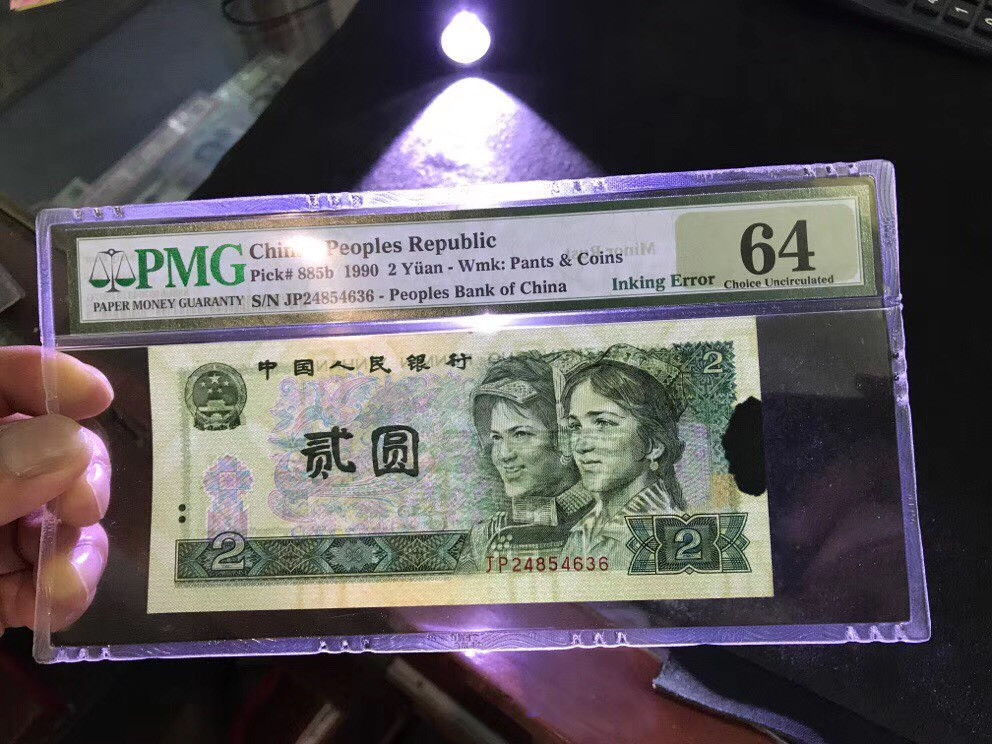 PMG
PAPER MONEY GUARANTY
Peoples Republic
Pick# 885b 1990 2 Yüan - Wmk: Pants & Coins
S/N JP24854636 - Peoples Bank of China
Inking Error
64
Choice Uncirculated
中国人民银行
2
贰圆
2
2
JP24854636